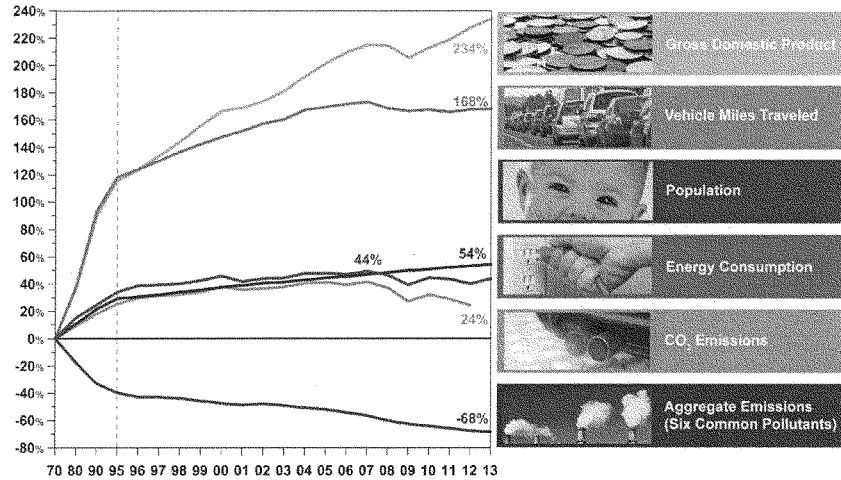 240%
220%
200%
180%
160%
140%
120%
100%
80%
60%
40%
20%
0%
-20%
-40%
-60%
-80%
70 80 90 95 96 97 98 99 00 01 02 03 04 05 06 07 08 09 10 11 12 13
234%
168%
44%
54%
24%
-68%
Gross Domestic Product
Vehicle Miles Traveled
Population
Energy Consumption
CO₂ Emissions
Aggregate Emissions
(Six Common Pollutants)